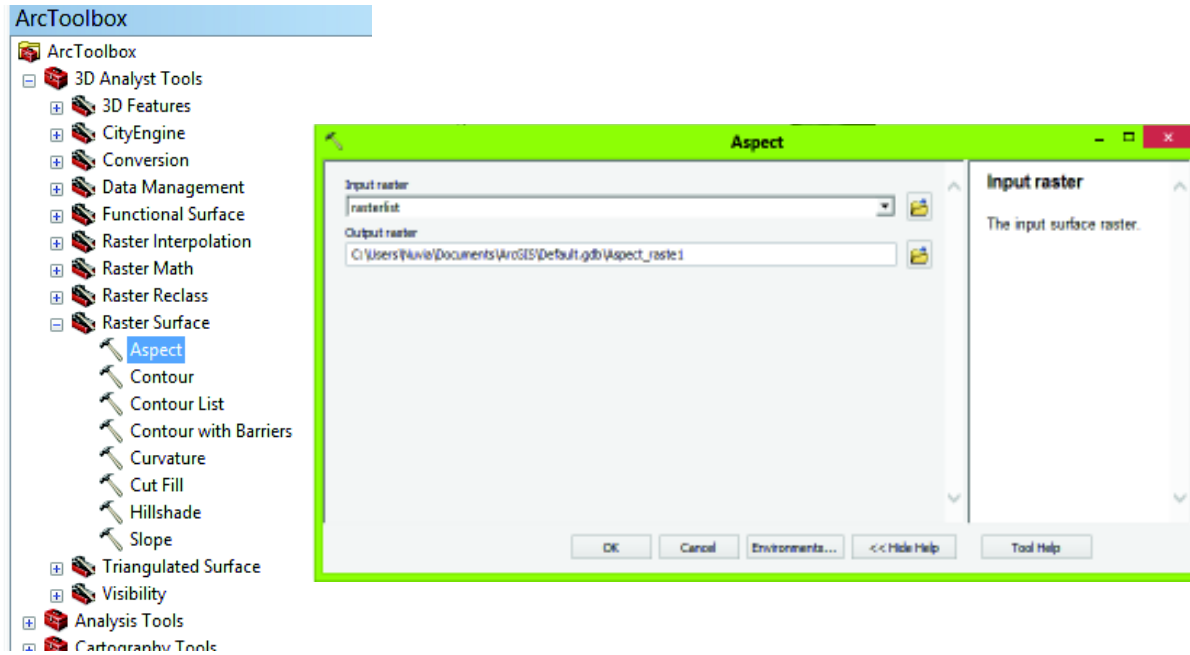 ArcToolbox
ArcToolbox
3D Analyst Tools
3D Features
CityEngine
Conversion
Data Management
Functional Surface
Raster Interpolation
Raster Math
Raster Reclass
Raster Surface
Aspect
Contour
Contour List
Contour with Barriers
Curvature
Cut Fill
Hillshade
Slope
Triangulated Surface
Visibility
Analysis Tools
Cartography Tools
Aspect
Input raster
rasterlist
Output raster
C:\Users\Nuvia\Documents\ArcGIS\Default.gdb\Aspect_raste1
OK
Cancel
Environments...
<< Hide Help
Input raster
The input surface raster.
Tool Help